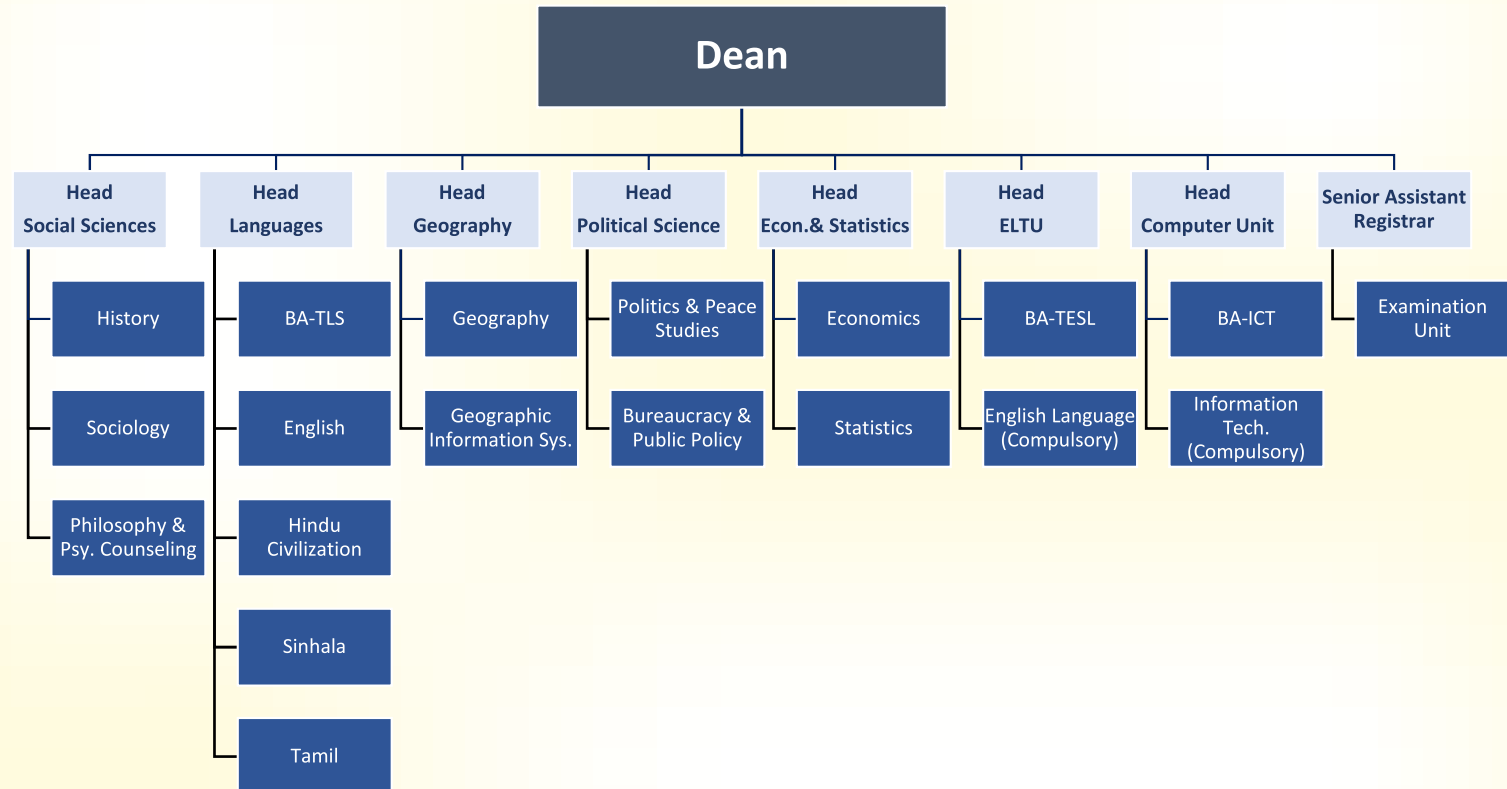 Dean
Head
Social Sciences
Head
Languages
Head
Geography
Head
Political Science
Head
Econ.& Statistics
Head
ELTU
Head
Computer Unit
Senior Assistant
Registrar
History
Sociology
Philosophy &
Psy. Counseling
BA-TLS
English
Hindu
Civilization
Sinhala
Tamil
Geography
Geographic
Information Sys.
Politics & Peace
Studies
Bureaucracy &
Public Policy
Economics
Statistics
BA-TESL
English Language
(Compulsory)
BA-ICT
Information
Tech.
(Compulsory)
Examination
Unit